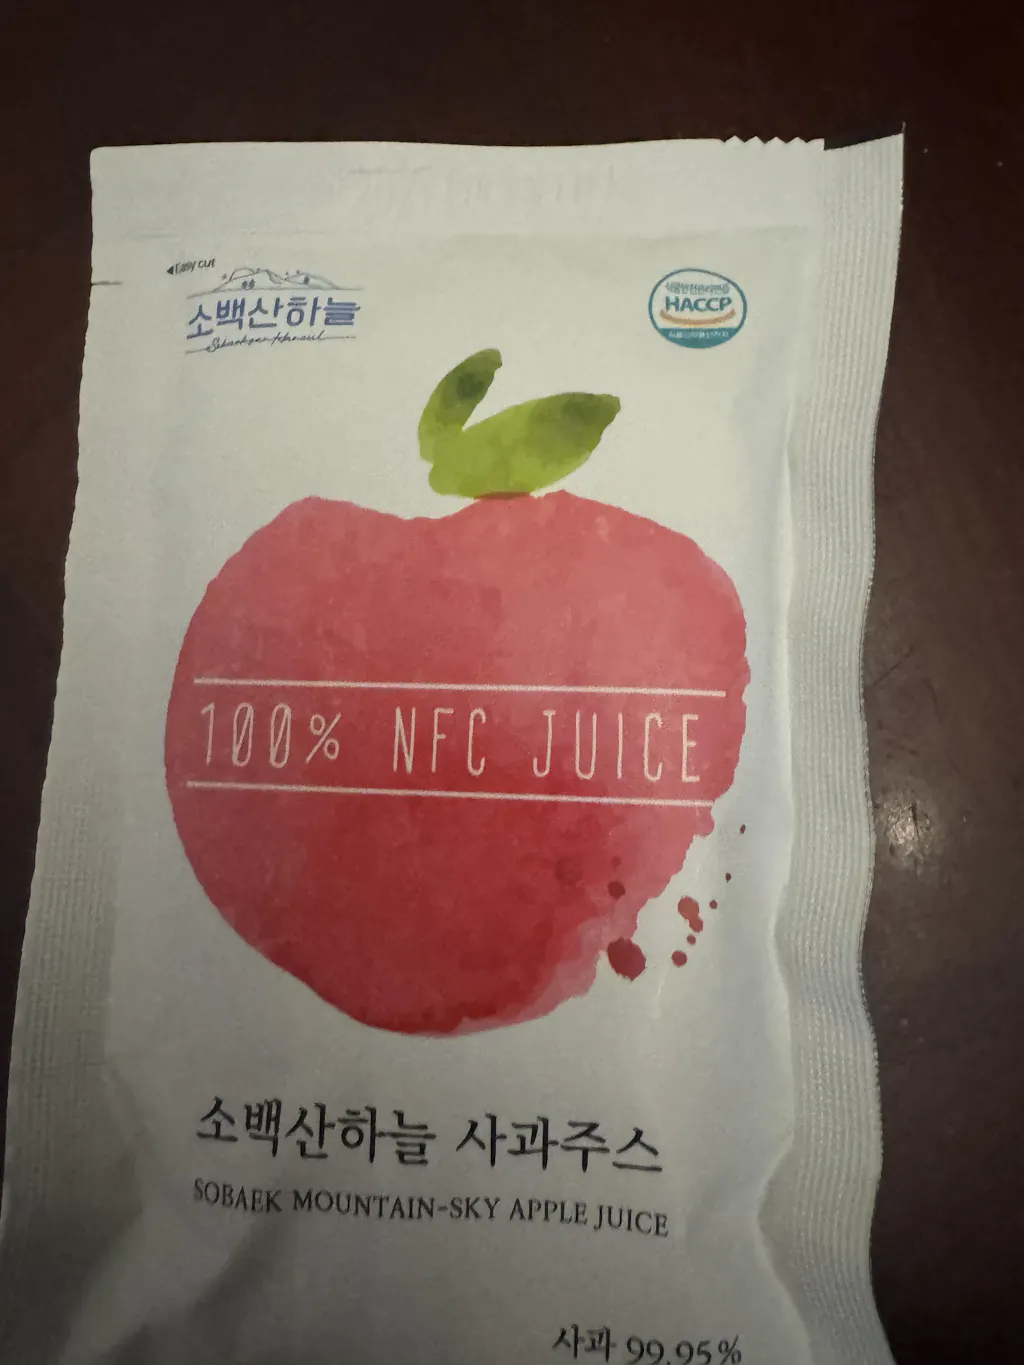 ◀Easy cut
소백산하늘
HACCP
100% NFC JUICE
소백산하늘 사과주스
SOBAEK MOUNTAIN-SKY APPLE JUICE
사과 99.95%